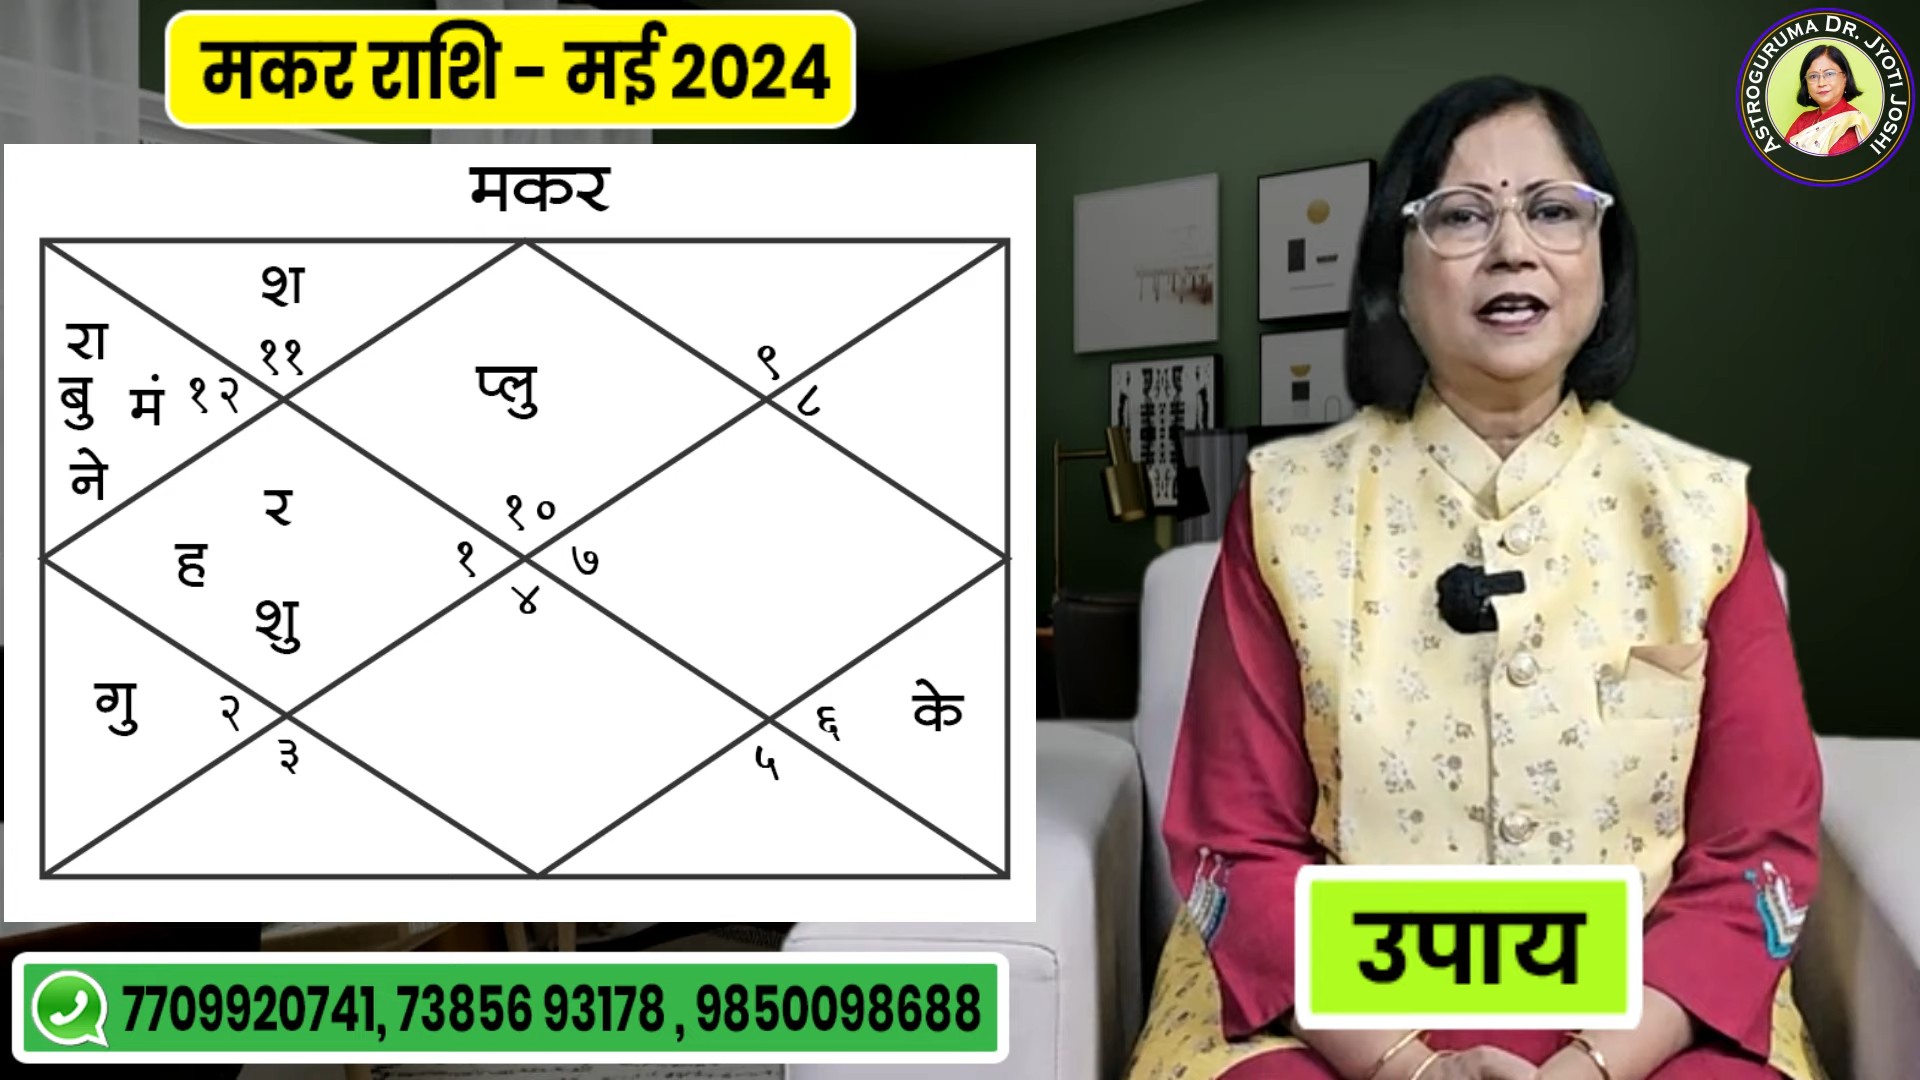 मकर राशि - मई 2024
ASTROGURUMA DR. JYOTI JOSHI
मकर
श
११
रा
बु
मं
१२
ने
प्लु
१०
९
८
र
ह
शु
१
७
४
गु
२
३
५
६
के
उपाय
7709920741, 73856 93178 , 9850098688